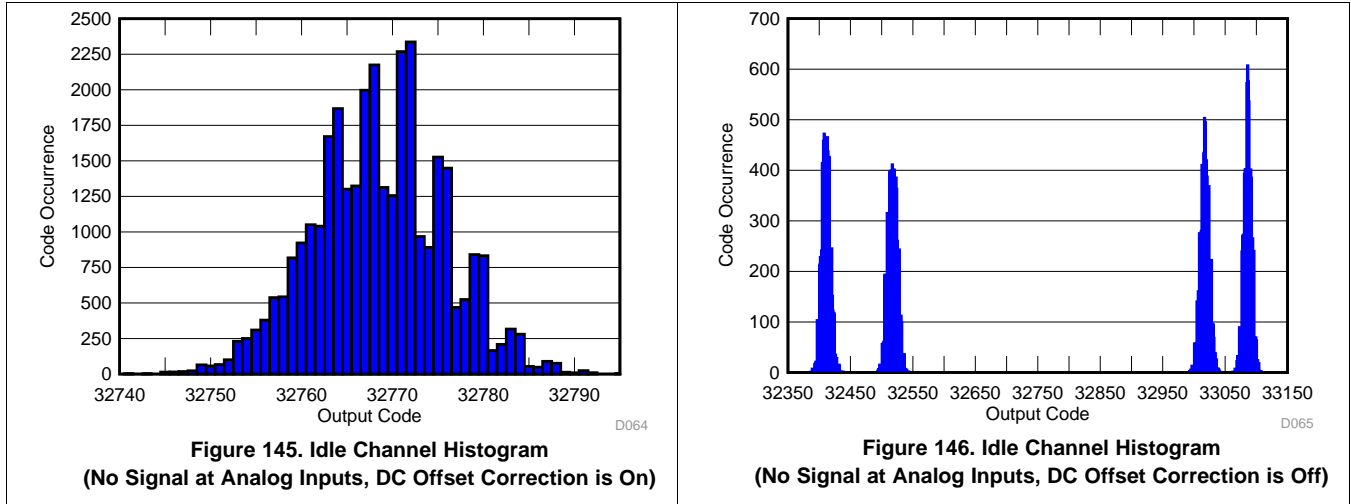 2500
2250
2000
1750
1500
1250
1000
750
500
250
0
Code Occurrence
32740 32750 32760 32770 32780 32790
Output Code
D064
Figure 145. Idle Channel Histogram
(No Signal at Analog Inputs, DC Offset Correction is On)
700
600
500
400
300
200
100
0
Code Occurrence
32350 32450 32550 32650 32750 32850 32950 33050 33150
Output Code
D065
Figure 146. Idle Channel Histogram
(No Signal at Analog Inputs, DC Offset Correction is Off)